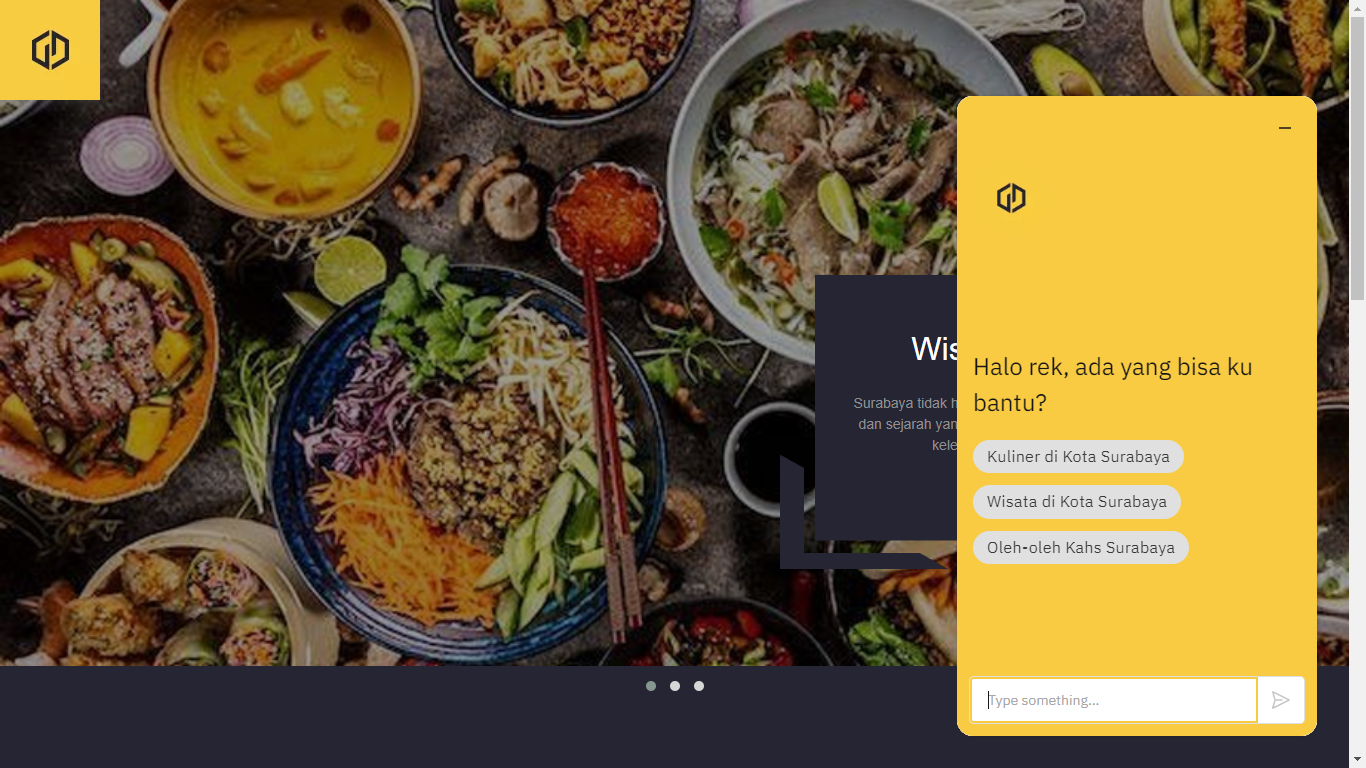 Wis
Surabaya tidak h
dan sejarah yan
kele
Halo rek, ada yang bisa ku
bantu?
Kuliner di Kota Surabaya
Wisata di Kota Surabaya
Oleh-oleh Kahs Surabaya
Type something...